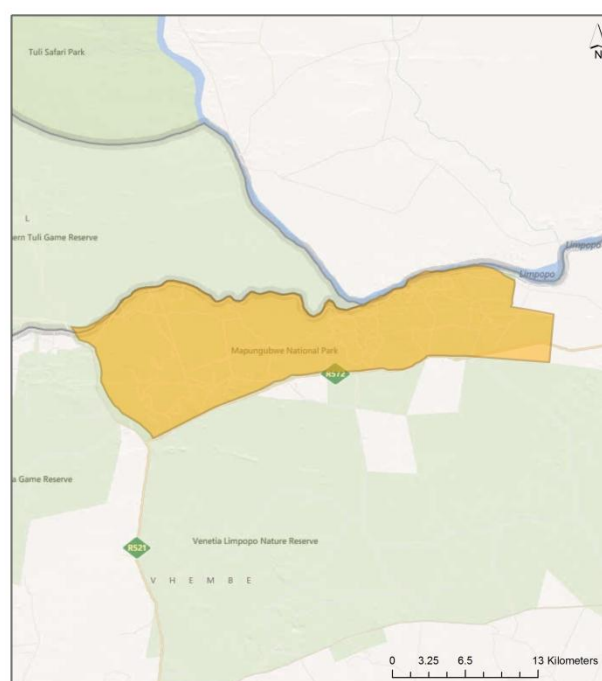 Tuli Safari Park
N
L
ern Tuli Game Reserve
Limpopo
Limpopo
Mapungubwe National Park
R572
a Game Reserve
Venetia Limpopo Nature Reserve
R521
V H E M B E
0 3.25 6.5 13 Kilometers